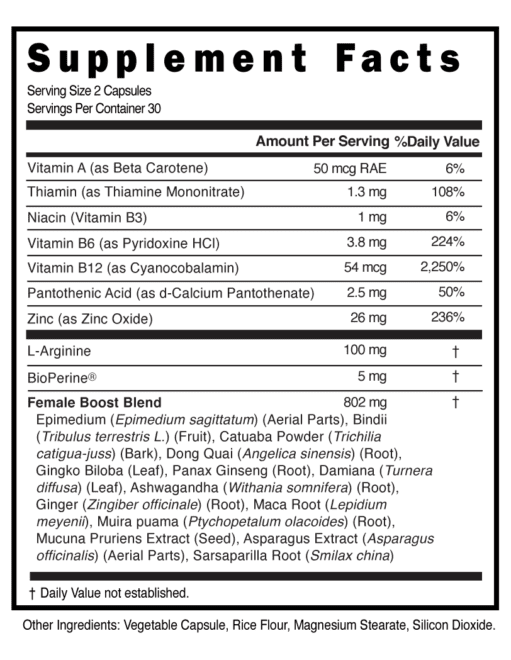 Supplement Facts
Serving Size 2 Capsules
Servings Per Container 30
Amount Per Serving %Daily Value
Vitamin A (as Beta Carotene) 50 mcg RAE 6%
Thiamin (as Thiamine Mononitrate) 1.3 mg 108%
Niacin (Vitamin B3) 1 mg 6%
Vitamin B6 (as Pyridoxine HCl) 3.8 mg 224%
Vitamin B12 (as Cyanocobalamin) 54 mcg 2,250%
Pantothenic Acid (as d-Calcium Pantothenate) 2.5 mg 50%
Zinc (as Zinc Oxide) 26 mg 236%
L-Arginine 100 mg †
BioPerine® 5 mg †
Female Boost Blend 802 mg †
Epimedium (Epimedium sagittatum) (Aerial Parts), Bindii
(Tribulus terrestris L.) (Fruit), Catuaba Powder (Trichilia
catigua-juss) (Bark), Dong Quai (Angelica sinensis) (Root),
Gingko Biloba (Leaf), Panax Ginseng (Root), Damiana (Turnera
diffusa) (Leaf), Ashwagandha (Withania somnifera) (Root),
Ginger (Zingiber officinale) (Root), Maca Root (Lepidium
meyenii), Muira puama (Ptychopetalum olacoides) (Root),
Mucuna Pruriens Extract (Seed), Asparagus Extract (Asparagus
officinalis) (Aerial Parts), Sarsaparilla Root (Smilax china)
† Daily Value not established.
Other Ingredients: Vegetable Capsule, Rice Flour, Magnesium Stearate, Silicon Dioxide.